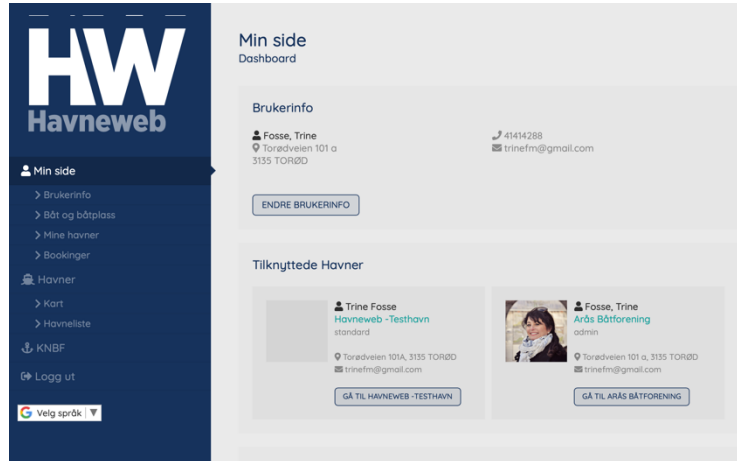 HW
Havneweb
Min side
Brukerinfo
Båt og båtplass
Mine havner
Bookinger
Havner
Kart
Havneliste
KNBF
Logg ut
Velg språk
Min side
Dashboard
Brukerinfo
Fosse, Trine
Torødveien 101 a
3135 TORØD
41414288
trinefm@gmail.com
ENDRE BRUKERINFO
Tilknyttede Havner
Trine Fosse
Havneweb -Testhavn
standard
Torødveien 101A, 3135 TORØD
trinefm@gmail.com
GÅ TIL HAVNEWEB -TESTHAVN
Fosse, Trine
Arås Båtforening
admin
Torødveien 101 a, 3135 TORØD
trinefm@gmail.com
GÅ TIL ARÅS BÅTFORENING